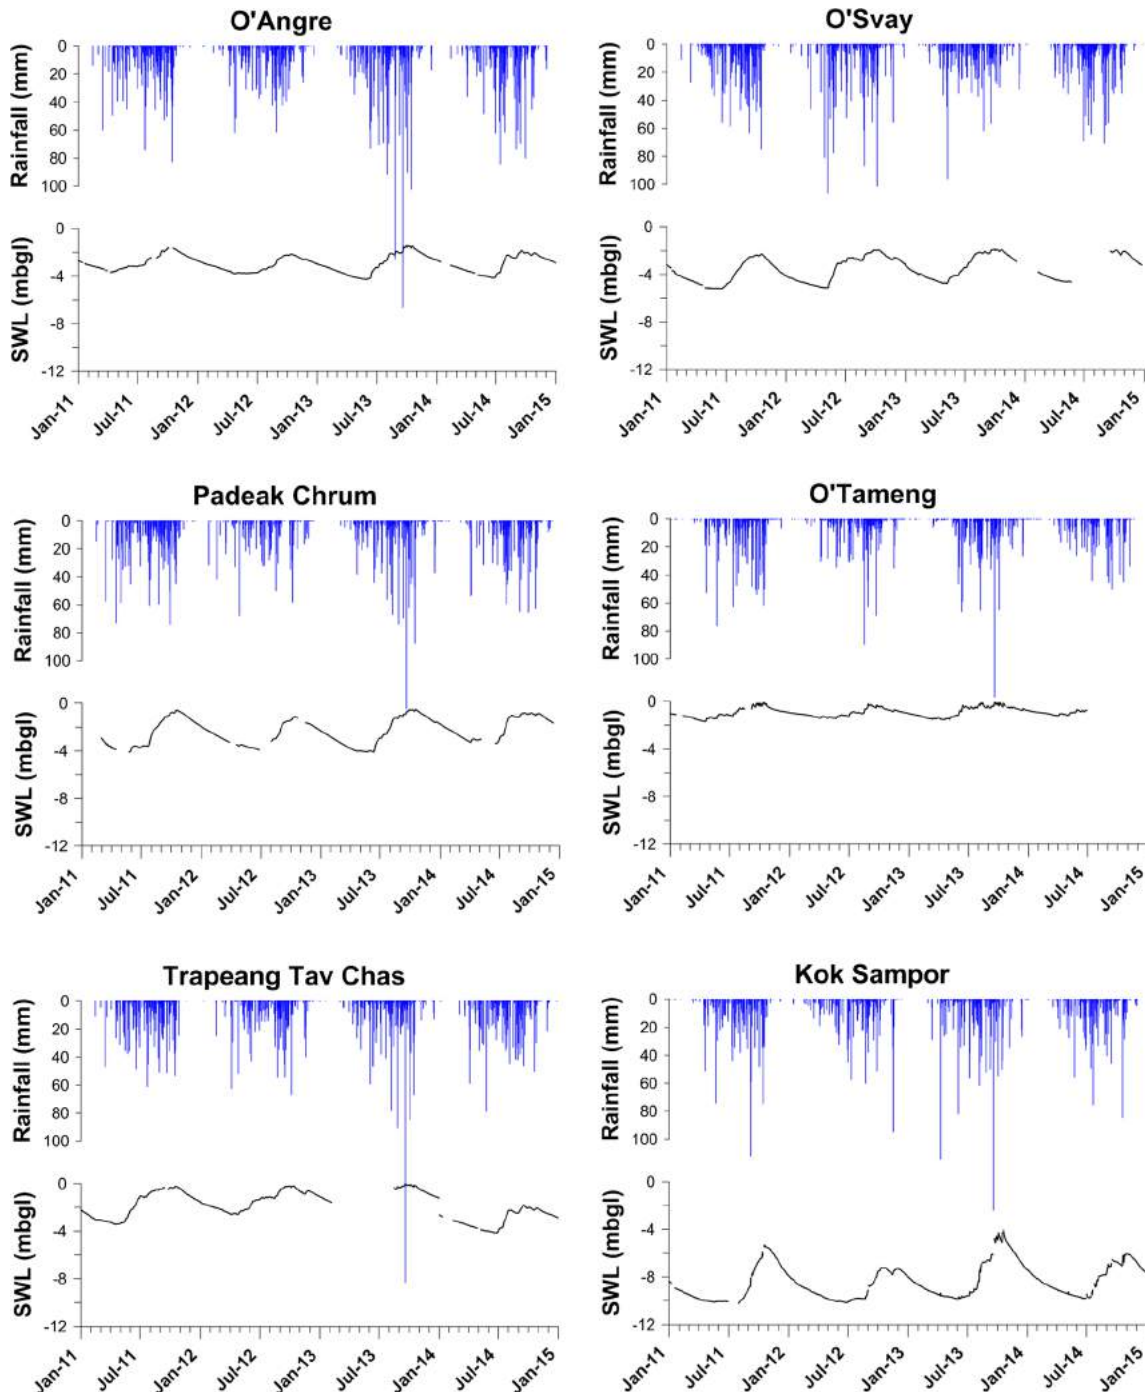 O'Angre
Rainfall (mm)
0
20
40
60
80
100
SWL (mbgl)
0
-4
-8
-12
Jan-11 Jul-11 Jan-12 Jul-12 Jan-13 Jul-13 Jan-14 Jul-14 Jan-15
O'Svay
Rainfall (mm)
0
20
40
60
80
100
SWL (mbgl)
0
-4
-8
-12
Jan-11 Jul-11 Jan-12 Jul-12 Jan-13 Jul-13 Jan-14 Jul-14 Jan-15
Padeak Chrum
Rainfall (mm)
0
20
40
60
80
100
SWL (mbgl)
0
-4
-8
-12
Jan-11 Jul-11 Jan-12 Jul-12 Jan-13 Jul-13 Jan-14 Jul-14 Jan-15
O'Tameng
Rainfall (mm)
0
20
40
60
80
100
SWL (mbgl)
0
-4
-8
-12
Jan-11 Jul-11 Jan-12 Jul-12 Jan-13 Jul-13 Jan-14 Jul-14 Jan-15
Trapeang Tav Chas
Rainfall (mm)
0
20
40
60
80
100
SWL (mbgl)
0
-4
-8
-12
Jan-11 Jul-11 Jan-12 Jul-12 Jan-13 Jul-13 Jan-14 Jul-14 Jan-15
Kok Sampor
Rainfall (mm)
0
20
40
60
80
100
SWL (mbgl)
0
-4
-8
-12
Jan-11 Jul-11 Jan-12 Jul-12 Jan-13 Jul-13 Jan-14 Jul-14 Jan-15